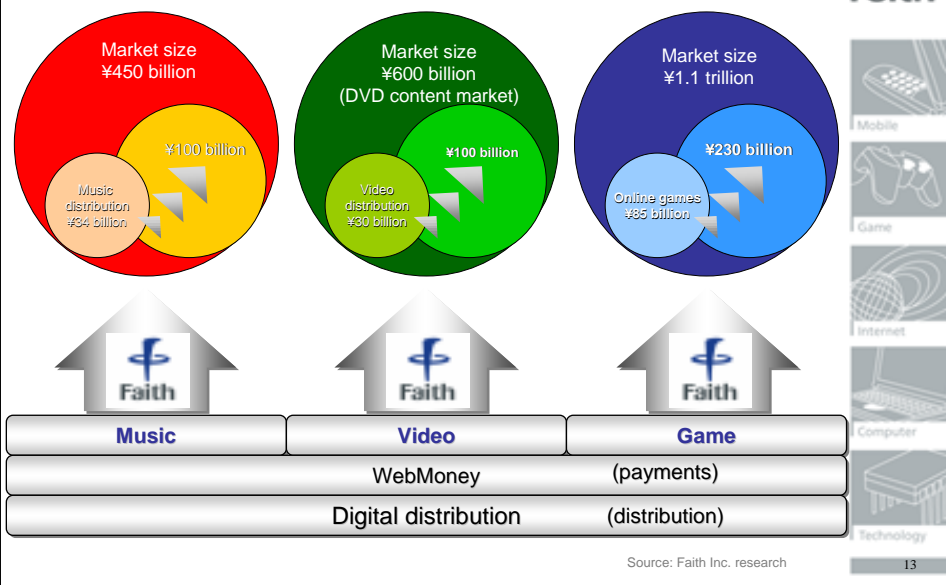 Faith
Market size
¥450 billion
¥100 billion
Music
distribution
¥34 billion
Market size
¥600 billion
(DVD content market)
¥100 billion
Video
distribution
¥30 billion
Market size
¥1.1 trillion
¥230 billion
Online games
¥85 billion
Mobile
Game
Internet
Computer
Technology
Faith
Faith
Faith
Music
Video
Game
WebMoney (payments)
Digital distribution (distribution)
Source: Faith Inc. research
13